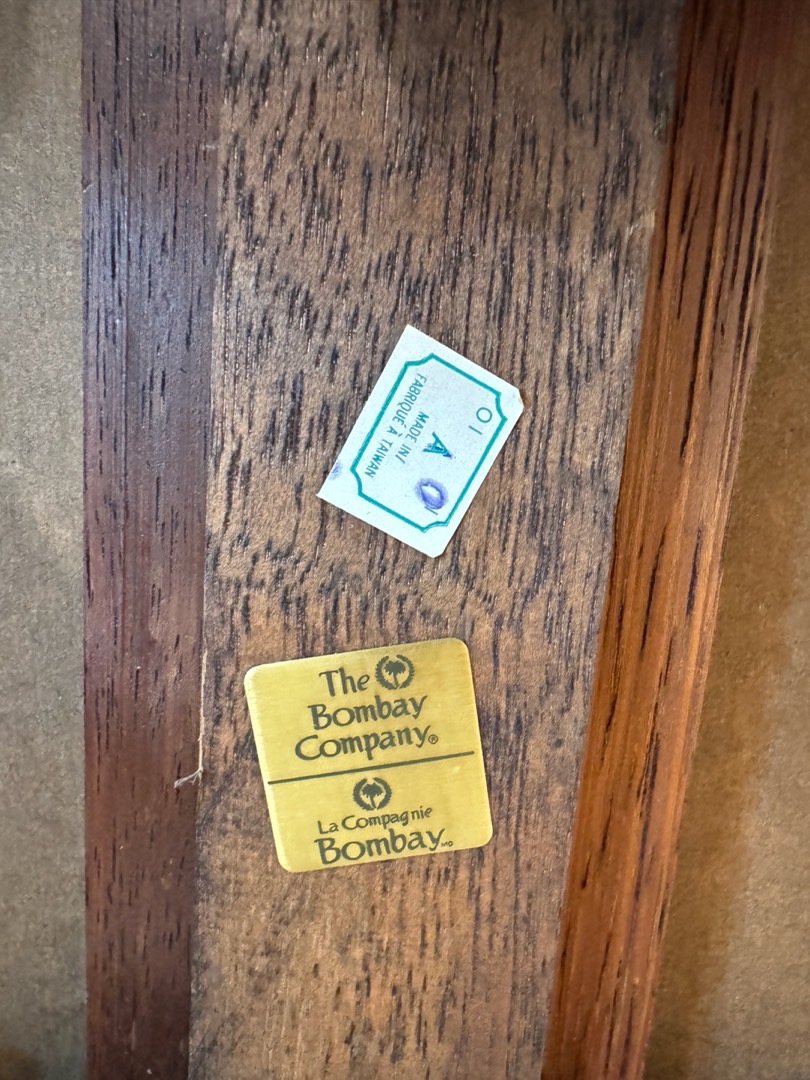 01
A
MADE IN/
FABRIQUÉ À TAIWAN
The
Bombay
Company®
La Compagnie
Bombay MD